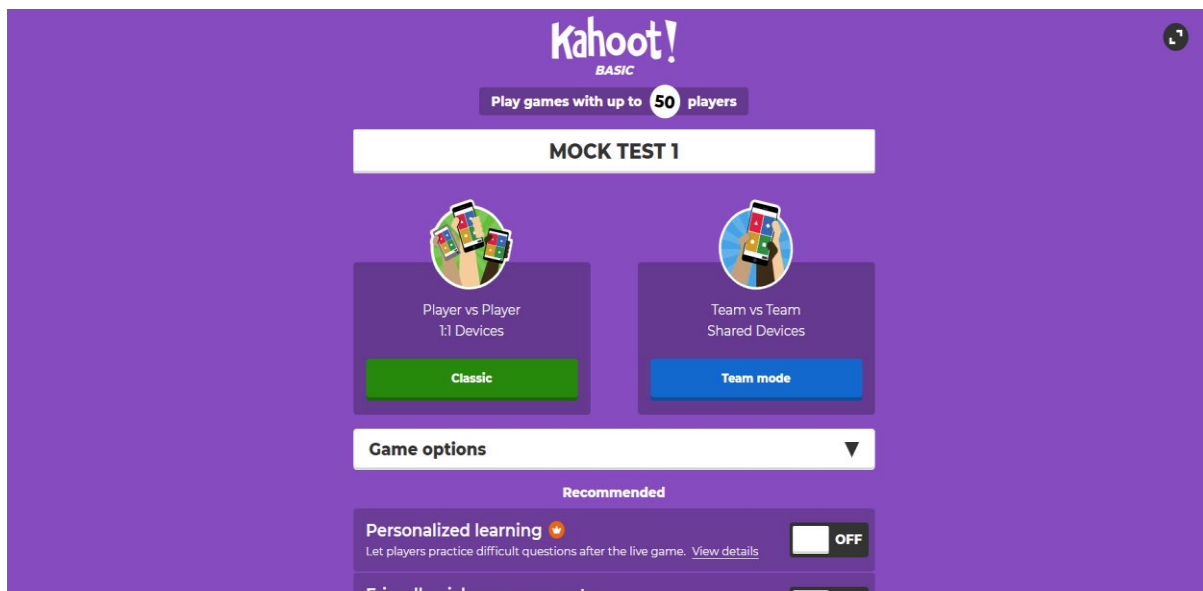 Kahoot!
BASIC
Play games with up to 50 players
MOCK TEST 1
Player vs Player
1:1 Devices
Classic
Team vs Team
Shared Devices
Team mode
Game options
Recommended
Personalized learning
Let players practice difficult questions after the live game. View details
OFF